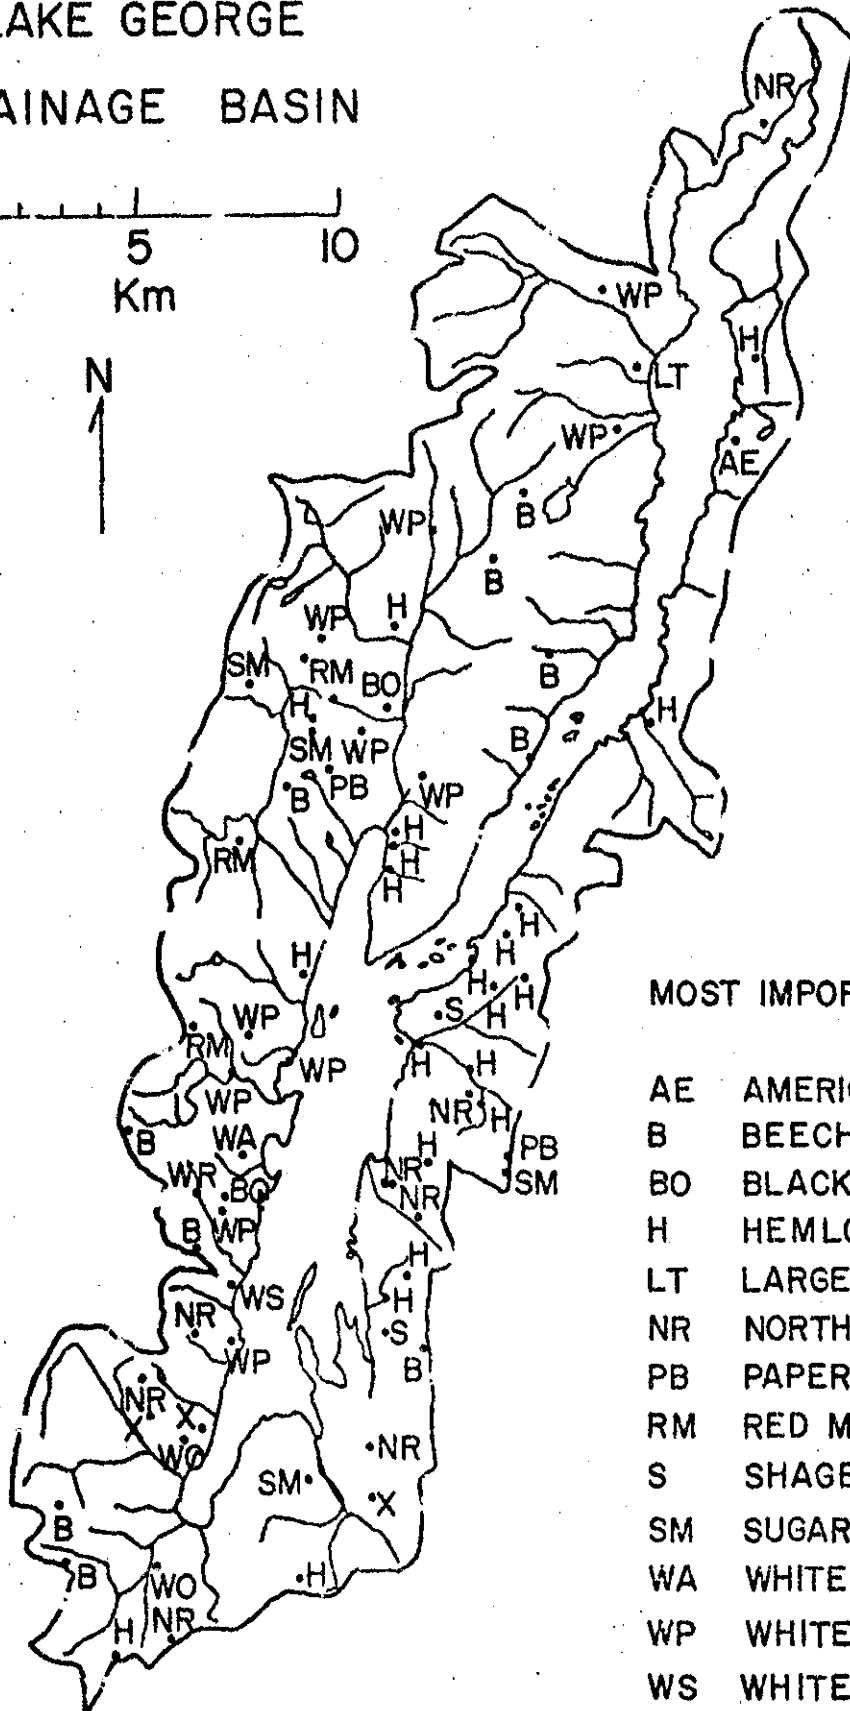 LAKE GEORGE
AINAGE BASIN
5 10
Km
N
NR
WP
H
LT
WP
AE
B
WP
B
WP
H
SM
RM
BO
B
H
H
SM
WP
B
PB
B
WP
H
RM
H
H
H
H
H
H
H
S
H
WP
RM
WP
H
H
WP
NR
H
B
WA
H
PB
NR
SM
WR
BO
NR
B
WP
H
WS
H
NR
S
WP
B
NR
X
X
WO
NR
SM
X
B
B
WO
H
NR
H
MOST IMPOR
AE AMERI
B BEECH
BO BLACK
H HEMLO
LT LARGE
NR NORTH
PB PAPER
RM RED M
S SHAGB
SM SUGAR
WA WHITE
WP WHITE
WS WHITE